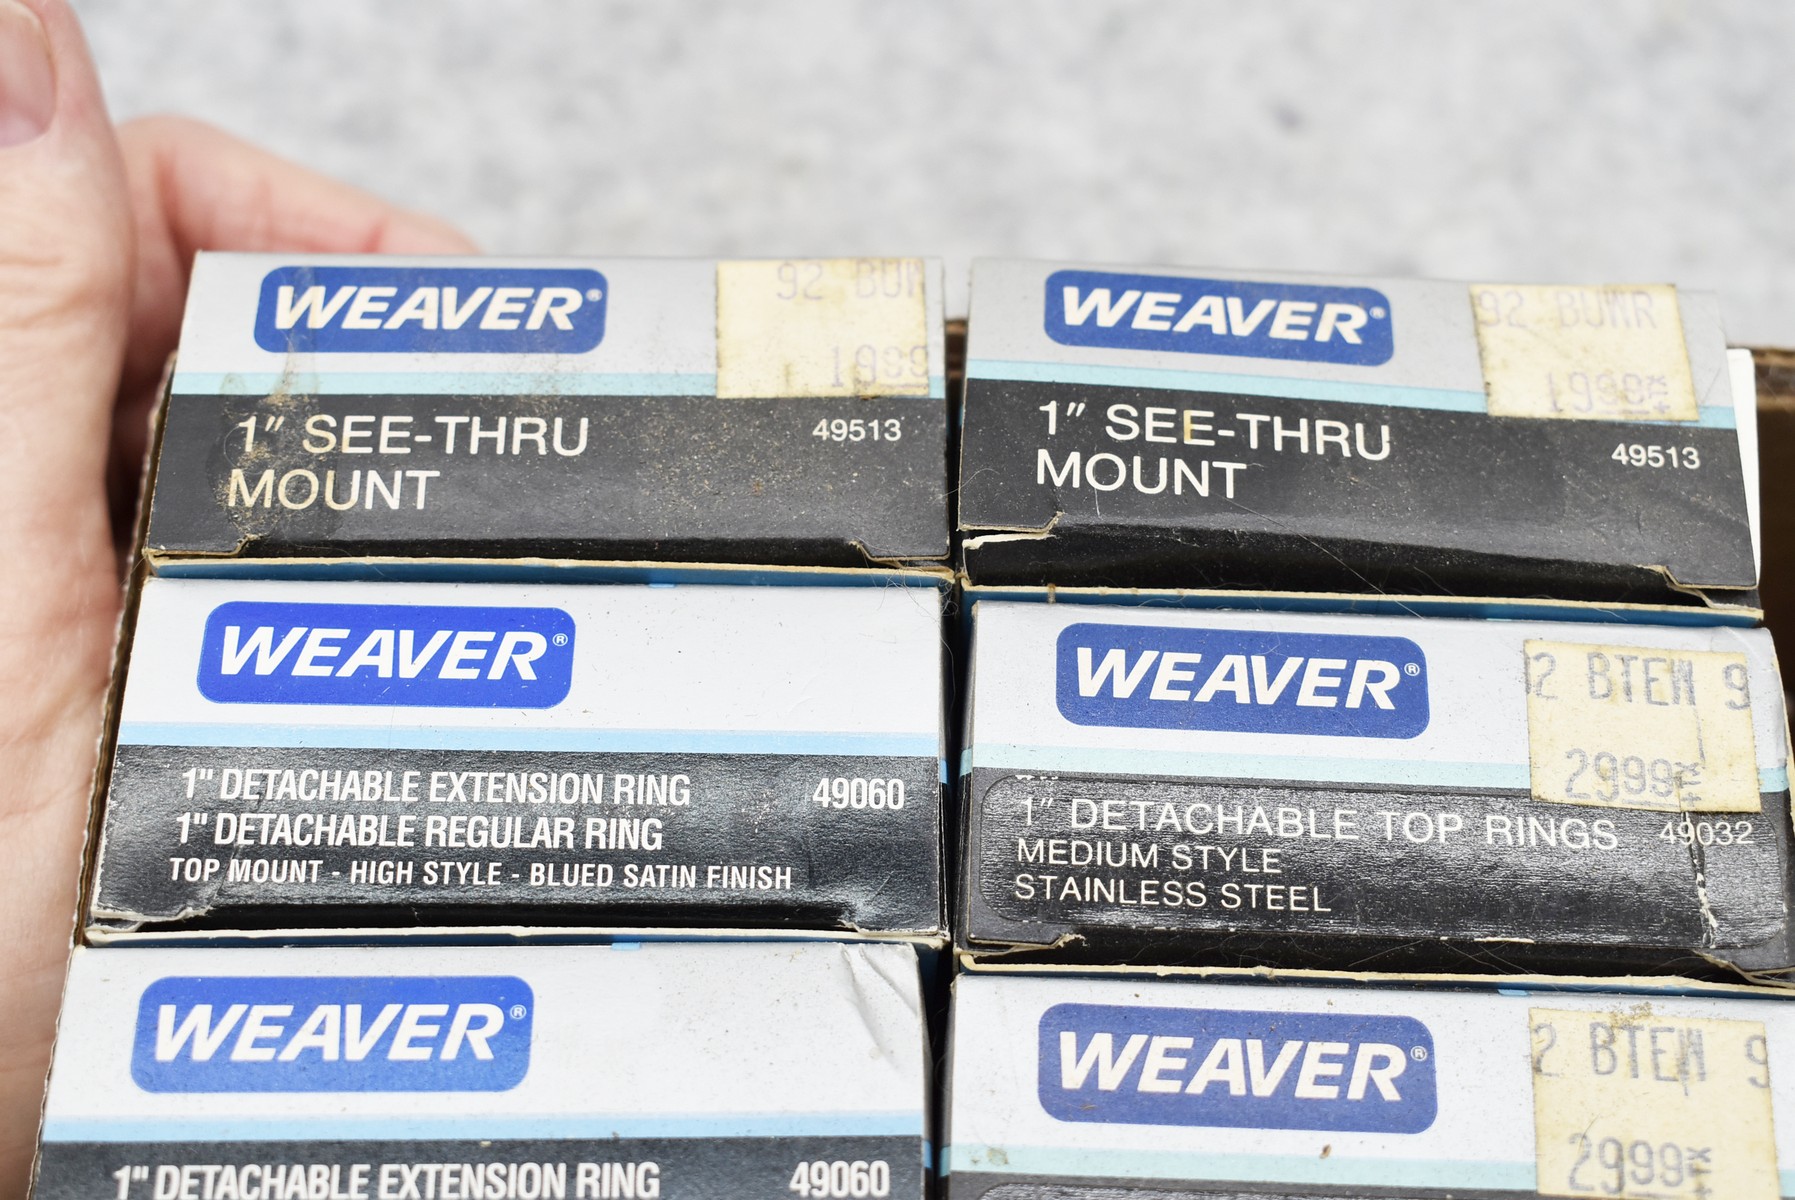 WEAVER®
92 BUW
1999
1" SEE-THRU
MOUNT
49513
WEAVER®
92 BUWR
1999
1" SEE-THRU
MOUNT
49513
WEAVER®
1" DETACHABLE EXTENSION RING 49060
1" DETACHABLE REGULAR RING
TOP MOUNT - HIGH STYLE - BLUED SATIN FINISH
WEAVER®
2 BTEW 9
2999
1" DETACHABLE TOP RINGS 49032
MEDIUM STYLE
STAINLESS STEEL
WEAVER®
1" DETACHABLE EXTENSION RING 49060
WEAVER®
2 BTEW 9
2999